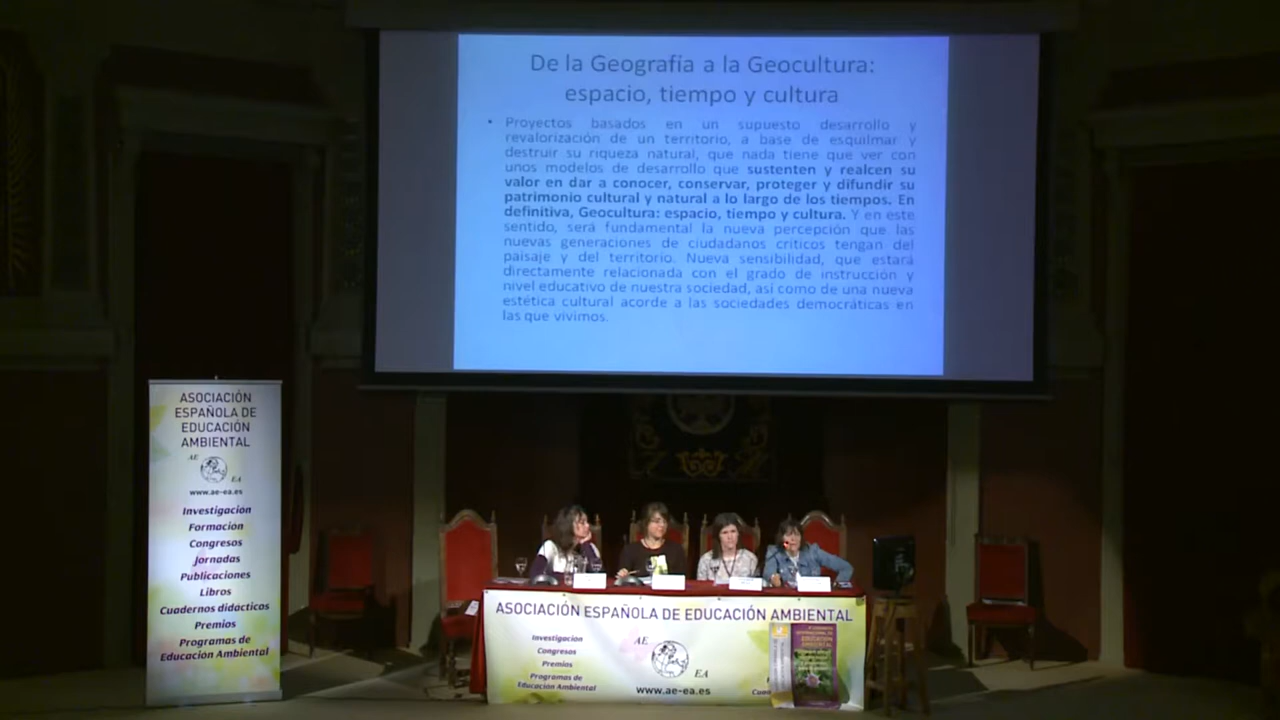 De la Geografía a la Geocultura:
espacio, tiempo y cultura
• Proyectos basados en un supuesto desarrollo y
revalorización de un territorio, a base de esquilmar y
destruir su riqueza natural, que nada tiene que ver con
unos modelos de desarrollo que sustenten y realcen su
valor en dar a conocer, conservar, proteger y difundir su
patrimonio cultural y natural a lo largo de los tiempos. En
definitiva, Geocultura: espacio, tiempo y cultura. Y en este
sentido, será fundamental la nueva percepción que las
nuevas generaciones de ciudadanos críticos tengan del
paisaje y del territorio. Nueva sensibilidad, que estará
directamente relacionada con el grado de instrucción y
nivel educativo de nuestra sociedad, así como de una nueva
estética cultural acorde a las sociedades democráticas en
las que vivimos.
ASOCIACIÓN
ESPAÑOLA DE
EDUCACIÓN
AMBIENTAL
AE
EA
www.ae-ea.es
Investigacion
Formacion
Congresos
Jornadas
Publicaciones
Libros
Cuadernos didácticos
Premios
Programas de
Educación Ambiental
ASOCIACIÓN ESPAÑOLA DE EDUCACIÓN AMBIENTAL
Investigacion
Congresos
Premios
Programas de
Educación Ambiental
AE
EA
www.ae-ea.es
EDUCACIÓN
AMBIENTAL